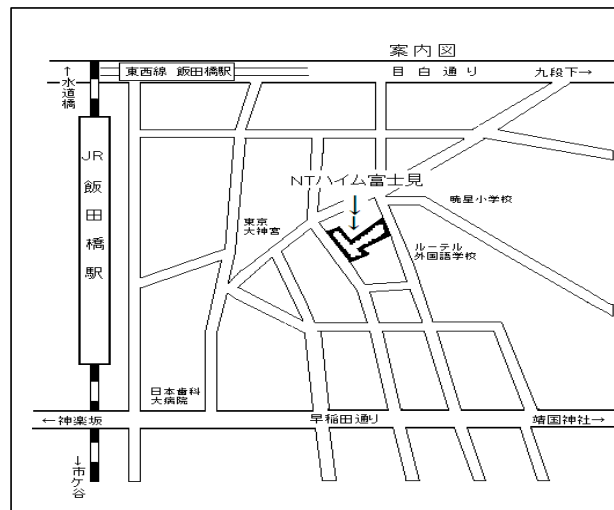 案内図
東西線 飯田橋駅
目白通り
九段下→
↑水道橋
JR飯田橋駅
NTハイム富士見
暁星小学校
東京
大神宮
ルーテル
外国語学校
日本歯科
大病院
←神楽坂
早稲田通り
靖国神社→
↓市ケ谷